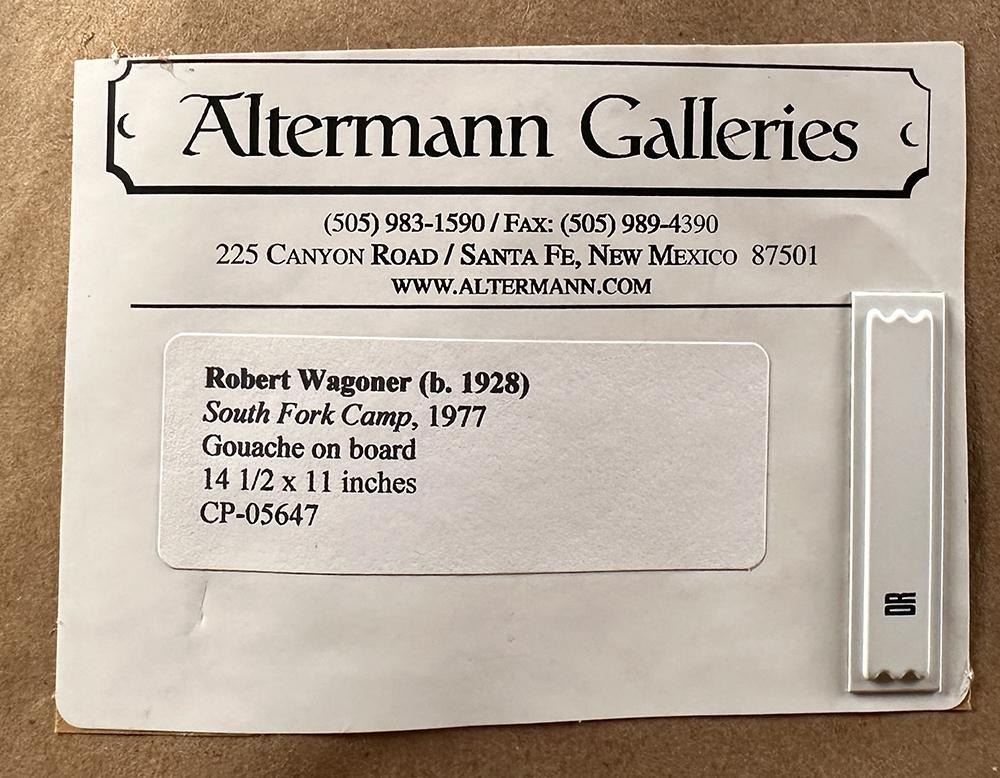 Altermann Galleries
(505) 983-1590 / FAX: (505) 989-4390
225 CANYON ROAD / SANTA FE, NEW MEXICO 87501
WWW.ALTERMANN.COM
Robert Wagoner (b. 1928)
South Fork Camp, 1977
Gouache on board
14 1/2 x 11 inches
CP-05647
DR